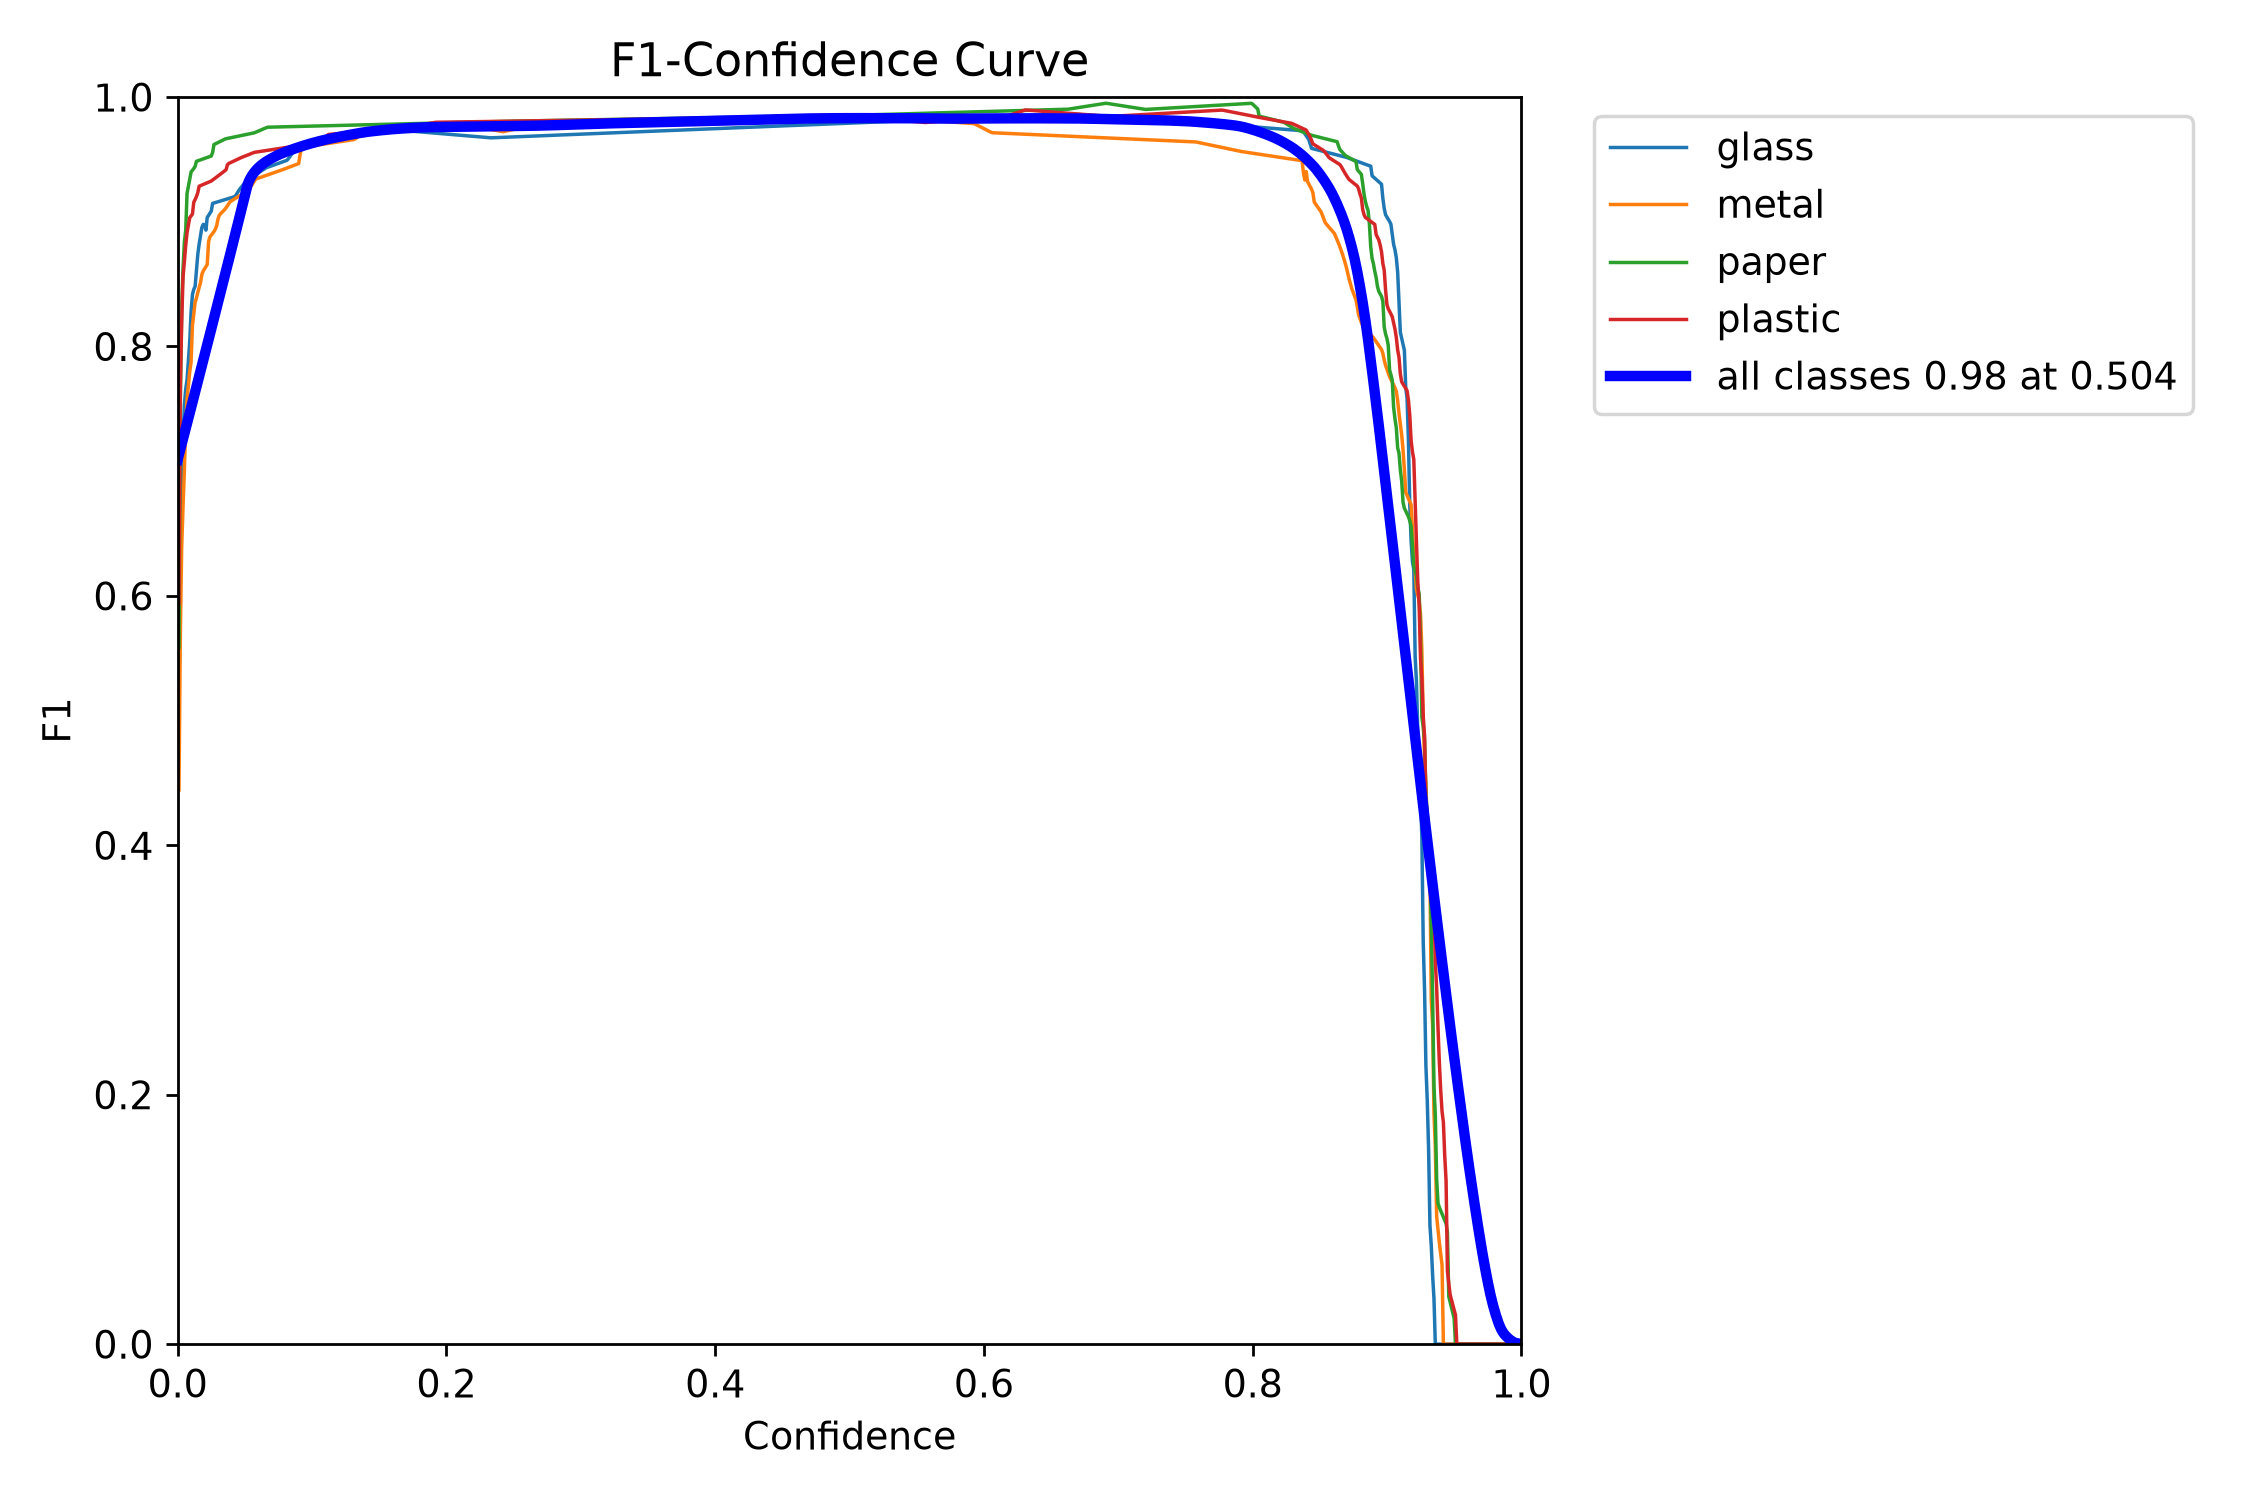 F1-Confidence Curve
1.0
0.8
0.6
0.4
0.2
0.0
F1
0.0 0.2 0.4 0.6 0.8 1.0
Confidence
glass
metal
paper
plastic
all classes 0.98 at 0.504